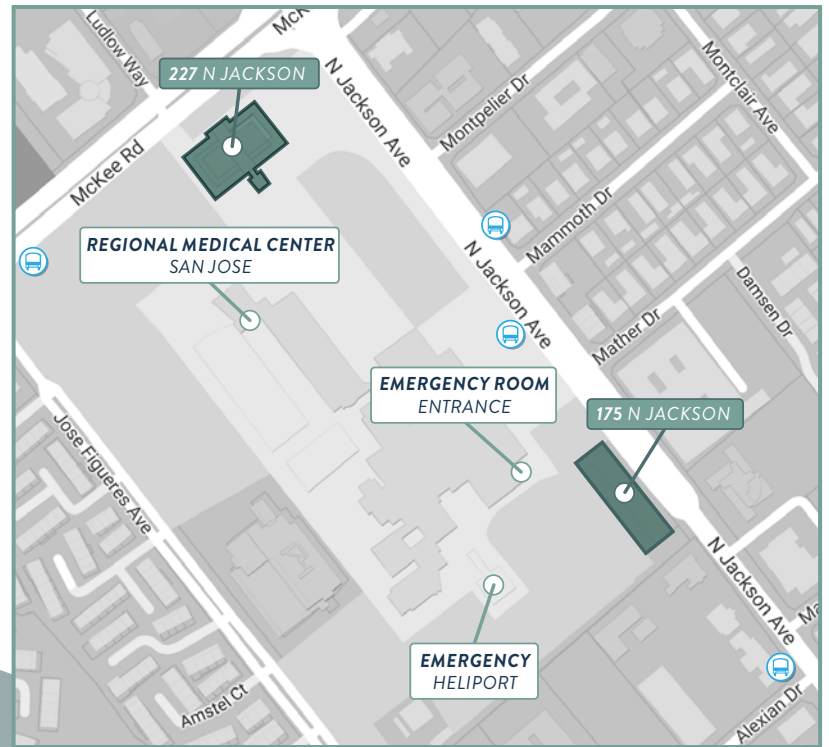 Ludlow Way
McK
227 N JACKSON
N Jackson Ave
Montpelier Dr
Montclair Ave
McKee Rd
Mammoth Dr
REGIONAL MEDICAL CENTER
SAN JOSE
N Jackson Ave
Damsen Dr
Mather Dr
EMERGENCY ROOM
ENTRANCE
175 N JACKSON
Jose Figueres Ave
N Jackson Ave
Ma
EMERGENCY
HELIPORT
Amstel Ct
Alexian Dr